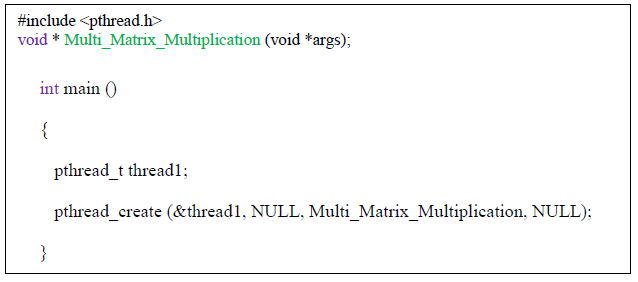 #include <pthread.h>
void * Multi_Matrix_Multiplication (void *args);
int main ()
{
pthread_t thread1;
pthread_create (&thread1, NULL, Multi_Matrix_Multiplication, NULL);
}